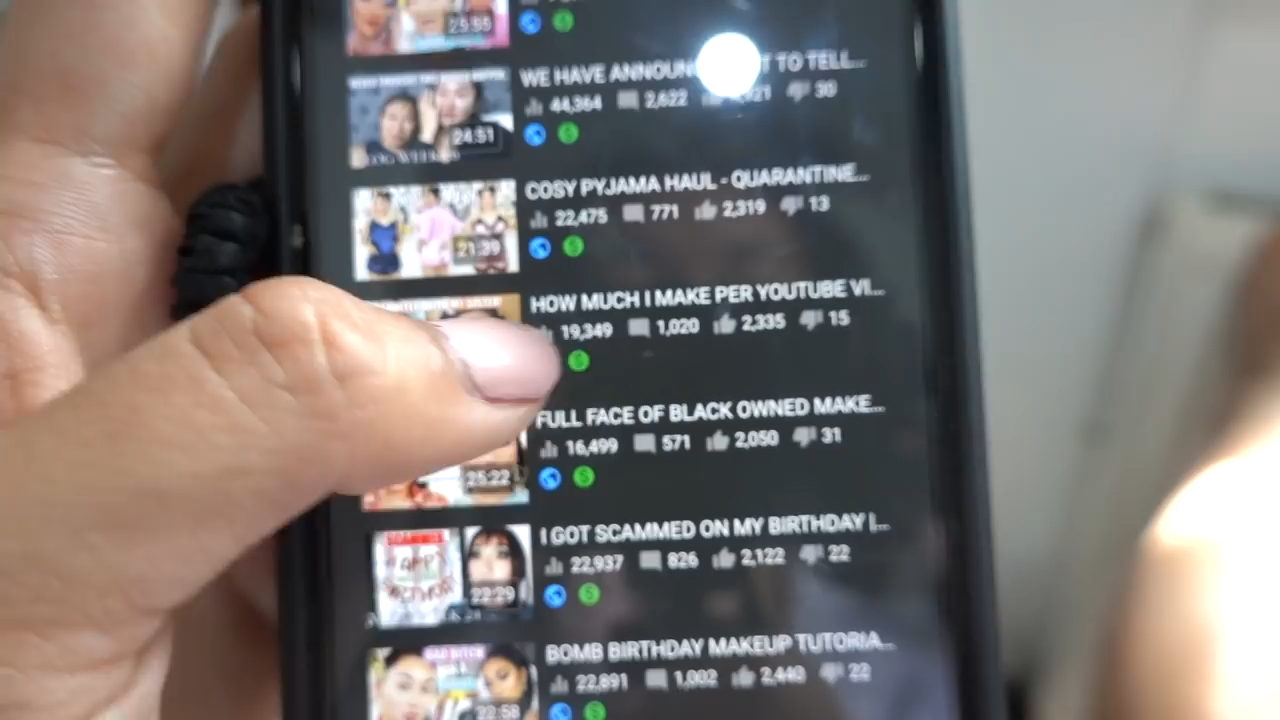 25:55
WE HAVE ANNOUN T TO TELL...
44,364 2,622 30
24:51
COSY PYJAMA HAUL - QUARANTINE...
22,475 771 2,319 13
21:39
HOW MUCH I MAKE PER YOUTUBE VI...
19,349 1,020 2,335 15
FULL FACE OF BLACK OWNED MAKE...
16,499 571 2,050 31
25:22
I GOT SCAMMED ON MY BIRTHDAY |...
22,937 826 2,122 22
22:29
BOMB BIRTHDAY MAKEUP TUTORIA...
22,891 1,002 2,440 22
22:58